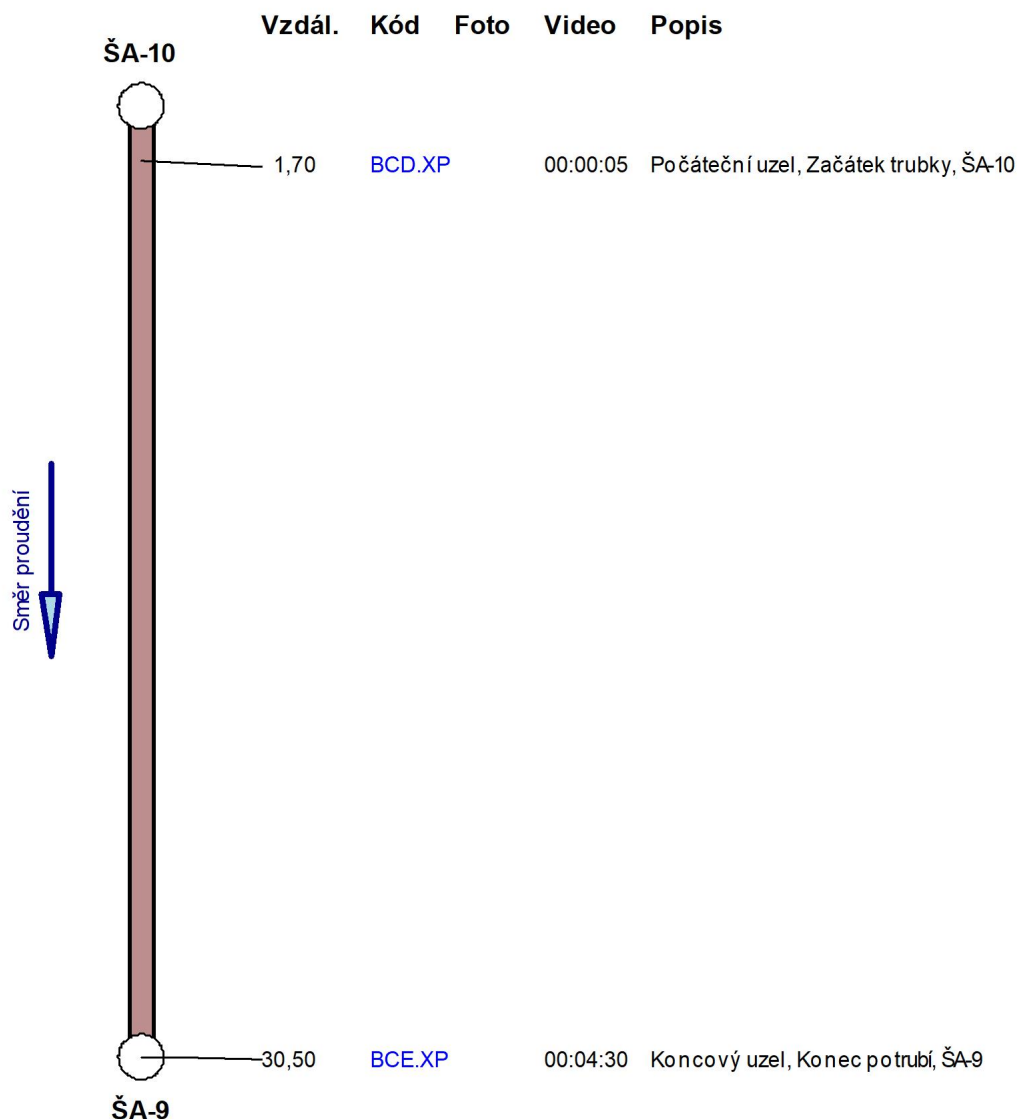 Vzdál. Kód Foto Video Popis
ŠA-10
1,70 BCD.XP 00:00:05 Počáteční uzel, Začátek trubky, ŠA-10
Směr proudění
30,50 BCE.XP 00:04:30 Koncový uzel, Konec potrubí, ŠA-9
ŠA-9